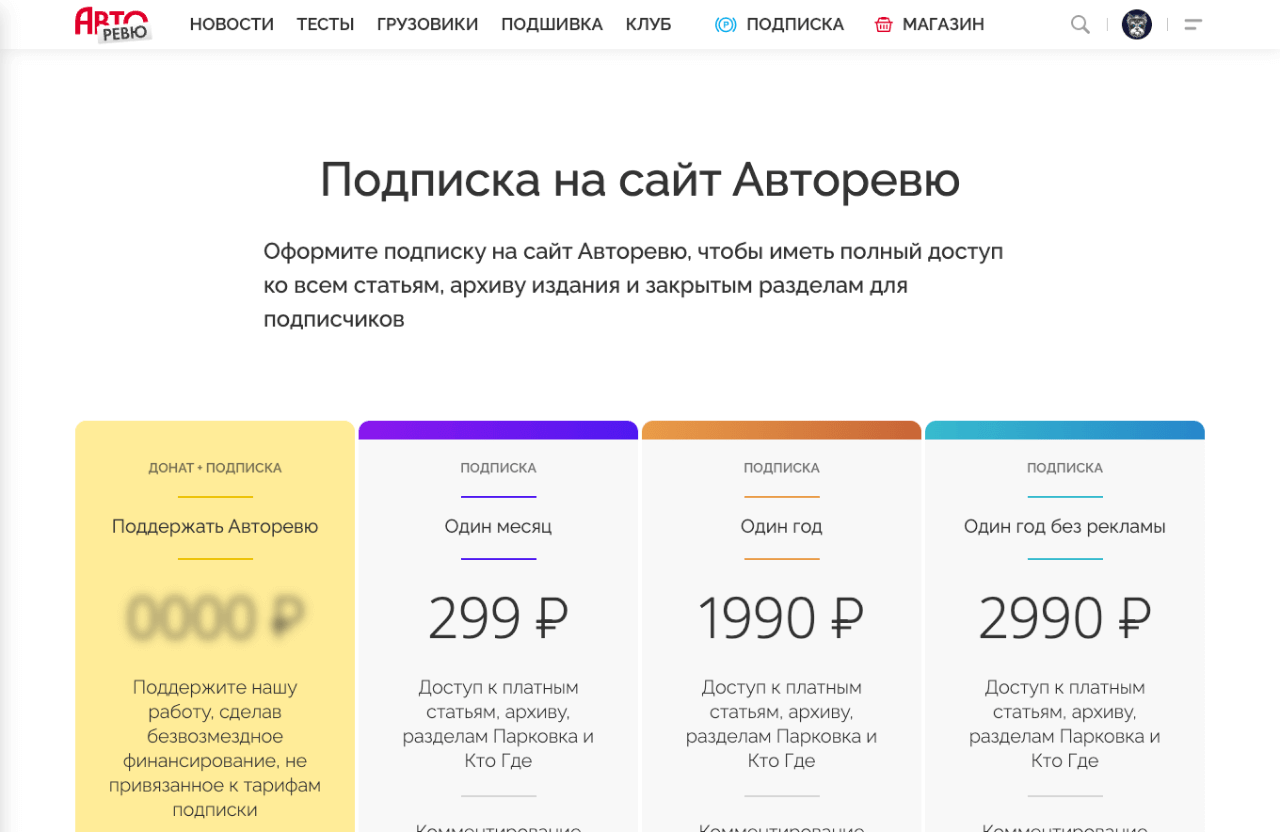 АВТО
РЕВЮ
НОВОСТИ ТЕСТЫ ГРУЗОВИКИ ПОДШИВКА КЛУБ ПОДПИСКА МАГАЗИН
Подписка на сайт Авторевю
Оформите подписку на сайт Авторевю, чтобы иметь полный доступ
ко всем статьям, архиву издания и закрытым разделам для
подписчиков
ДОНАТ + ПОДПИСКА
Поддержать Авторевю
0000 ₽
Поддержите нашу
работу, сделав
безвозмездное
финансирование, не
привязанное к тарифам
подписки
ПОДПИСКА
Один месяц
299 ₽
Доступ к платным
статьям, архиву,
разделам Парковка и
Кто Где
Комментирование
ПОДПИСКА
Один год
1990 ₽
Доступ к платным
статьям, архиву,
разделам Парковка и
Кто Где
Комментирование
ПОДПИСКА
Один год без рекламы
2990 ₽
Доступ к платным
статьям, архиву,
разделам Парковка и
Кто Где
Комментирование